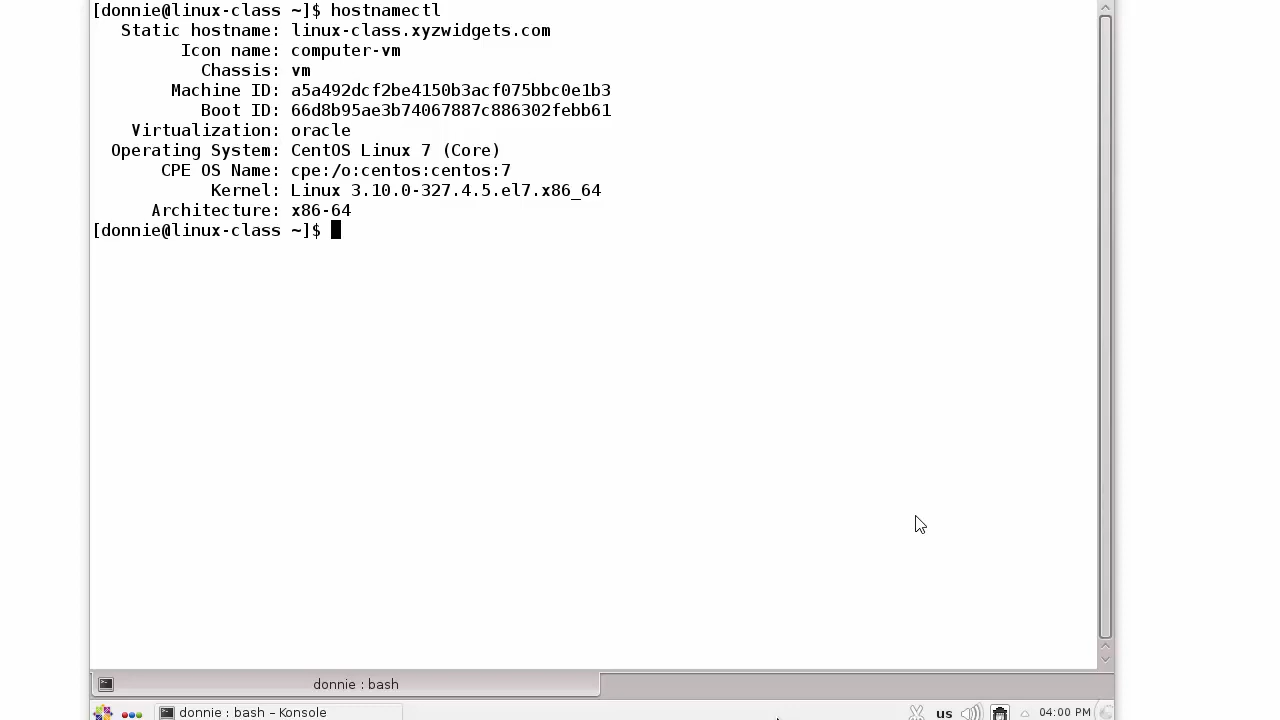 [donnie@linux-class ~]$ hostnamectl
Static hostname: linux-class.xyzwidgets.com
Icon name: computer-vm
Chassis: vm
Machine ID: a5a492dcf2be4150b3acf075bbc0e1b3
Boot ID: 66d8b95ae3b74067887c886302febb61
Virtualization: oracle
Operating System: CentOS Linux 7 (Core)
CPE OS Name: cpe:/o:centos:centos:7
Kernel: Linux 3.10.0-327.4.5.el7.x86_64
Architecture: x86-64
[donnie@linux-class ~]$
donnie : bash
donnie : bash – Konsole us 04:00 PM